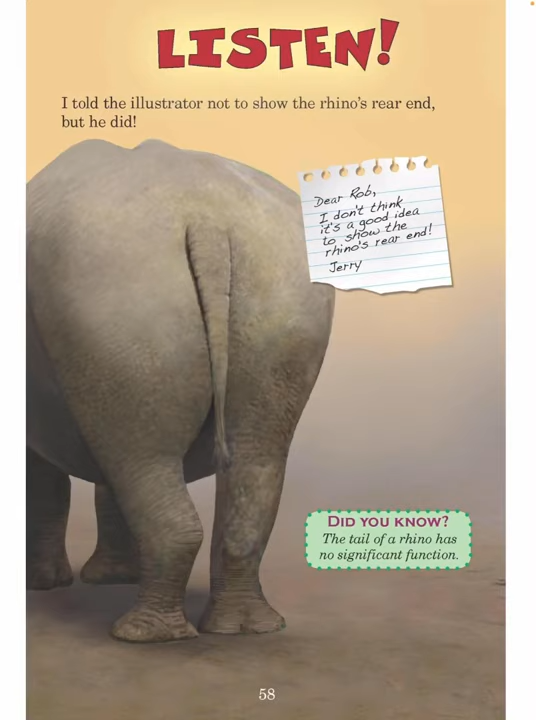 LISTEN!
I told the illustrator not to show the rhino's rear end,
but he did!
Dear Rob,
I don't think
it's a good idea
to show the
rhino's rear end!
Jerry
DID YOU KNOW?
The tail of a rhino has
no significant function.
58